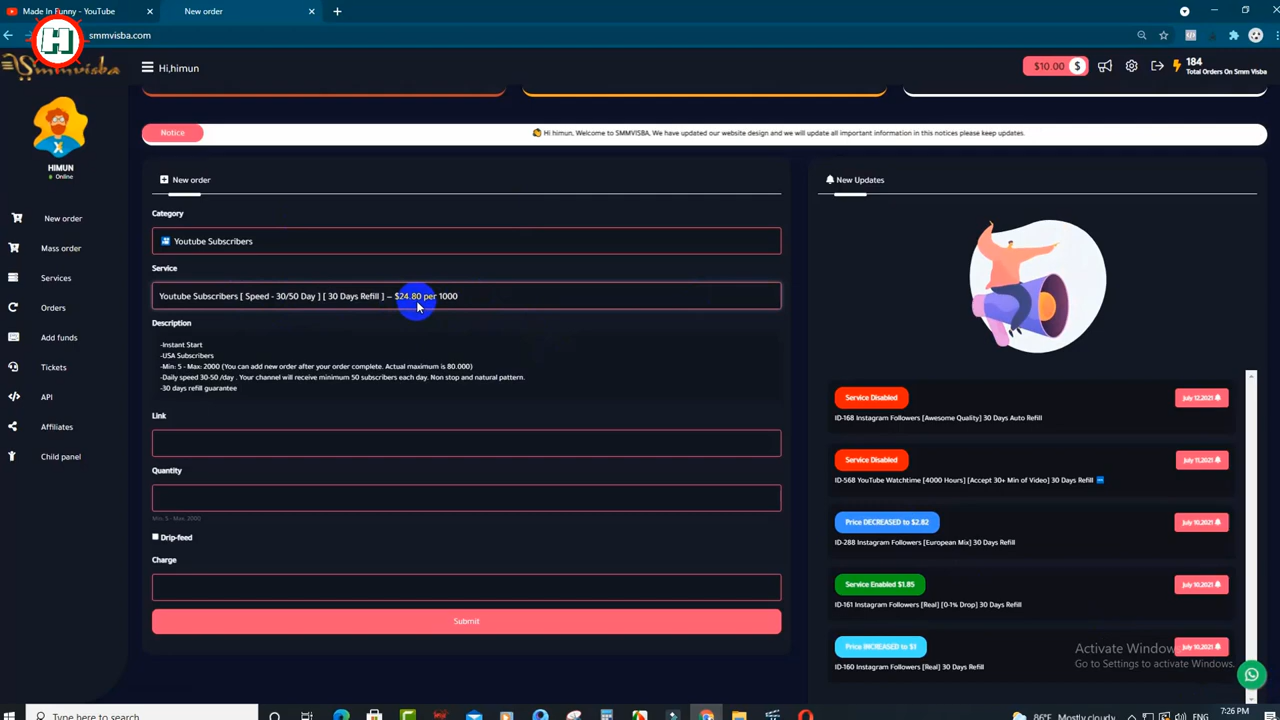 Made In Funny - YouTube
New order
H
smmvisba.com
smmvisba
Hi,himun
$10.00 $
184
Total Orders On Smm Visba
Notice
Hi himun, Welcome to SMMVISBA, We have updated our website design and we will update all important information in this notices please keep updates.
HIMUN
Online
New order
Mass order
Services
Orders
Add funds
Tickets
API
Affiliates
Child panel
New order
Category
Youtube Subscribers
Service
Youtube Subscribers [ Speed - 30/50 Day ] [ 30 Days Refill ] – $24.80 per 1000
Description
-Instant Start
-USA Subscribers
-Min: 5 - Max: 2000 (You can add new order after your order complete. Actual maximum is 80.000)
-Daily speed 30-50 /day . Your channel will receive minimum 50 subscribers each day. Non stop and natural pattern.
-30 days refill guarantee
Link
Quantity
Min: 5 - Max: 2000
Drip-feed
Charge
Submit
New Updates
Service Disabled
July 12,2021
ID-168 Instagram Followers [Awesome Quality] 30 Days Auto Refill
Service Disabled
July 11,2021
ID-568 YouTube Watchtime [4000 Hours] [Accept 30+ Min of Video] 30 Days Refill
Price DECREASED to $2.82
July 10,2021
ID-288 Instagram Followers [European Mix] 30 Days Refill
Service Enabled $1.85
July 10,2021
ID-161 Instagram Followers [Real] [0-1% Drop] 30 Days Refill
Price INCREASED to $1
July 10,2021
ID-160 Instagram Followers [Real] 30 Days Refill
Activate Window
Go to Settings to activate Windows.
Type here to search
86°F Mostly cloudy
ENG
7:26 PM